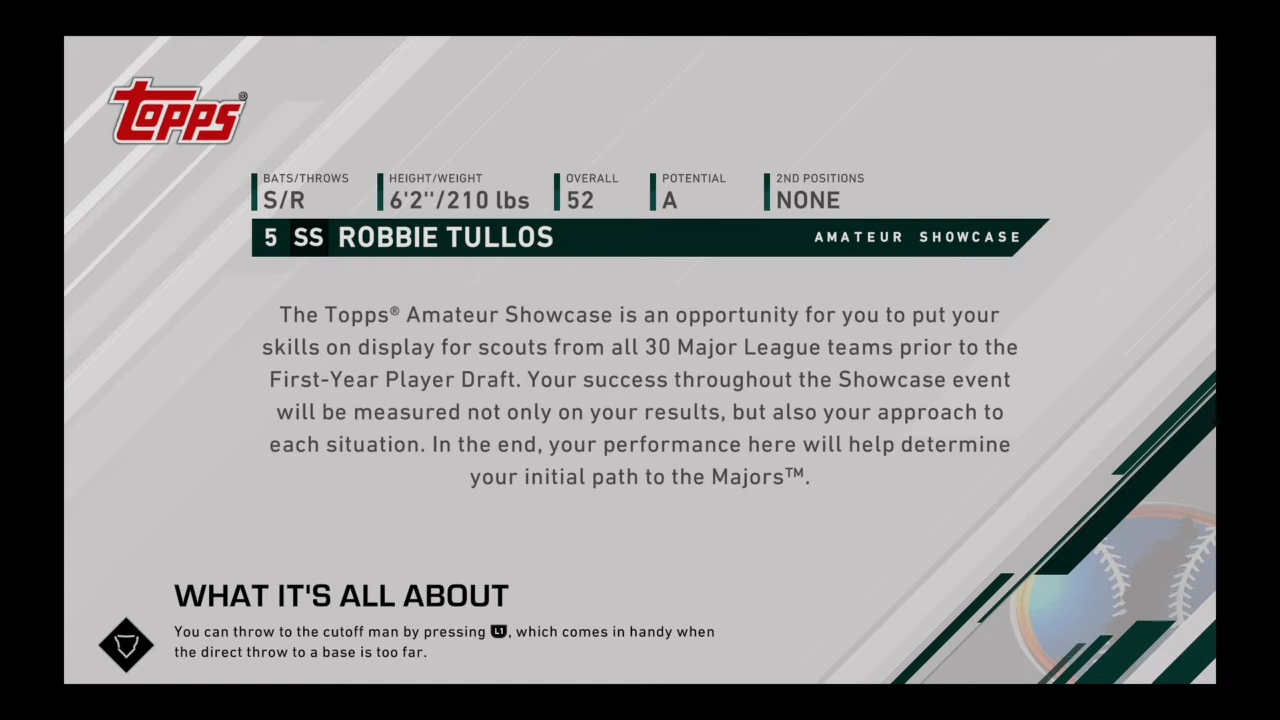 TOPPS®
BATS/THROWS HEIGHT/WEIGHT OVERALL POTENTIAL 2ND POSITIONS
S/R 6'2''/210 lbs 52 A NONE
5 SS ROBBIE TULLOS AMATEUR SHOWCASE
The Topps® Amateur Showcase is an opportunity for you to put your
skills on display for scouts from all 30 Major League teams prior to the
First-Year Player Draft. Your success throughout the Showcase event
will be measured not only on your results, but also your approach to
each situation. In the end, your performance here will help determine
your initial path to the Majors™.
WHAT IT'S ALL ABOUT
You can throw to the cutoff man by pressing L1, which comes in handy when
the direct throw to a base is too far.